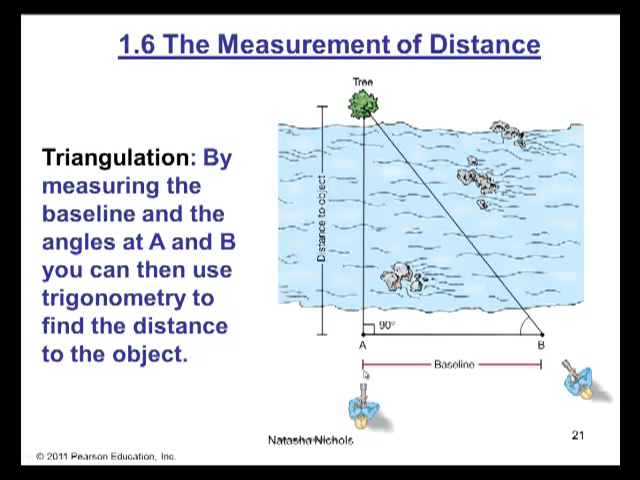 1.6 The Measurement of Distance
Tree
Triangulation: By
measuring the
baseline and the
angles at A and B
you can then use
trigonometry to
find the distance
to the object.
Distance to object
90°
A
B
Baseline
Natasha Nichols
21
© 2011 Pearson Education, Inc.